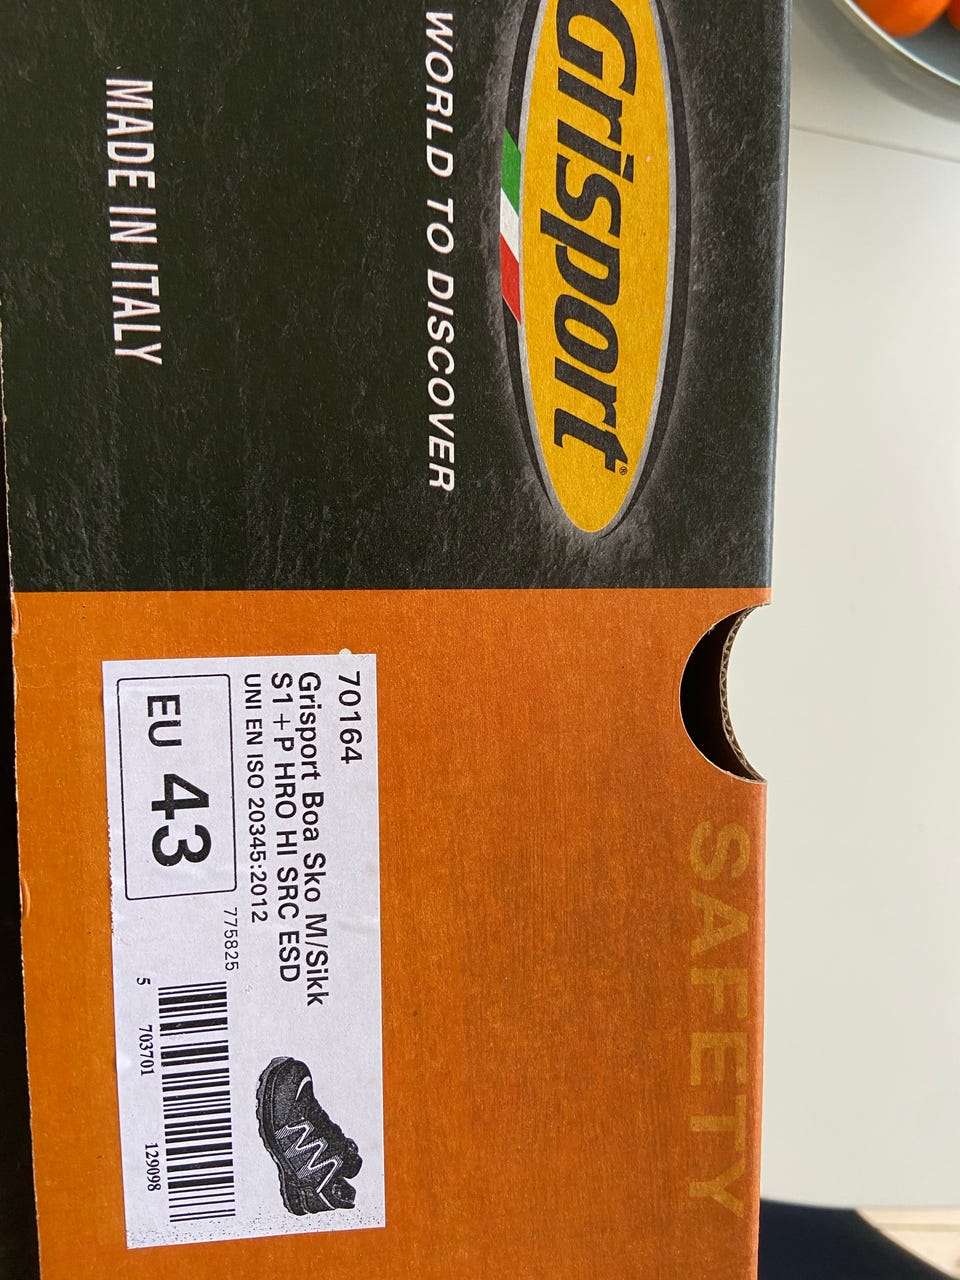 Grisport®
WORLD TO DISCOVER
MADE IN ITALY
SAFETY
70164
Grisport Boa Sko M/Sikk
S1 + P HRO HI SRC ESD
UNI EN ISO 20345:2012
EU 43
775825
5 703701 129098